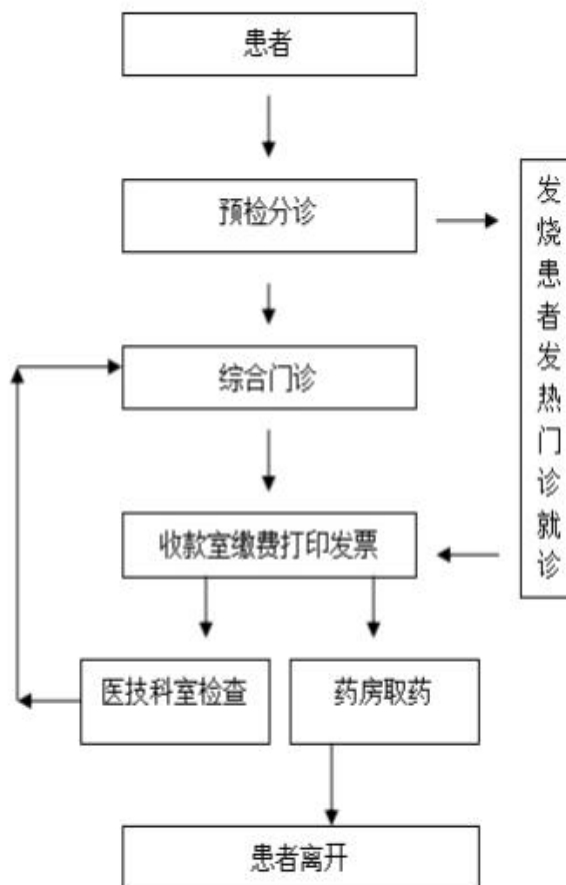 患者
预检分诊
发烧患者发热门诊就诊
综合门诊
收款室缴费打印发票
医技科室检查
药房取药
患者离开